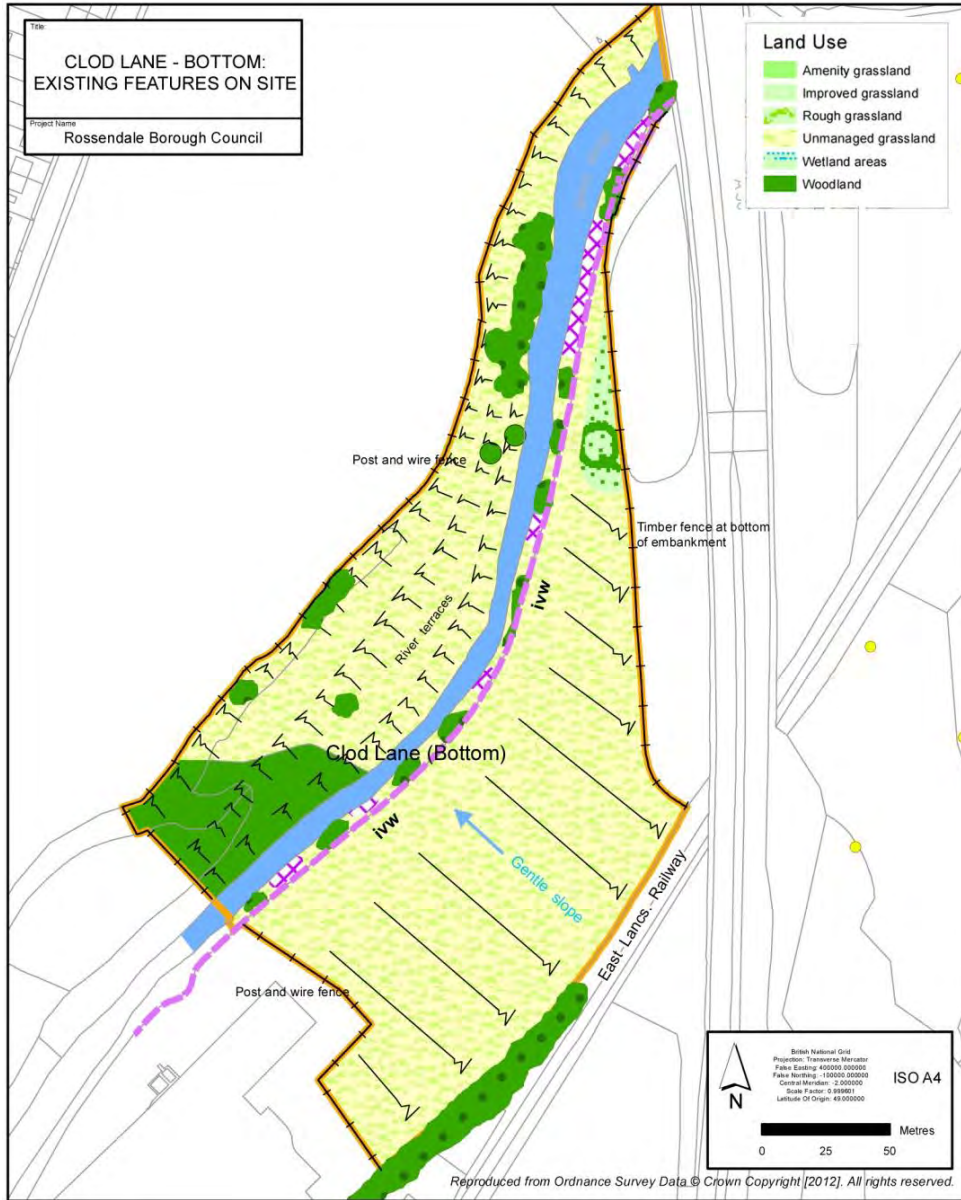 Title:
CLOD LANE - BOTTOM:
EXISTING FEATURES ON SITE
Project Name
Rossendale Borough Council
Land Use
Amenity grassland
Improved grassland
Rough grassland
Unmanaged grassland
Wetland areas
Woodland
Post and wire fence
Timber fence at bottom
of embankment
River terraces
ivw
Clod Lane (Bottom)
ivw
Gentle slope
East-Lancs.-Railway
Post and wire fence
N
British National Grid
Projection: Transverse Mercator
False Easting: 400000.000000
False Northing: -100000.000000
Central Meridian: -2.000000
Scale Factor: 0.999601
Latitude Of Origin: 49.000000
ISO A4
Metres
0 25 50
Reproduced from Ordnance Survey Data © Crown Copyright [2012]. All rights reserved.